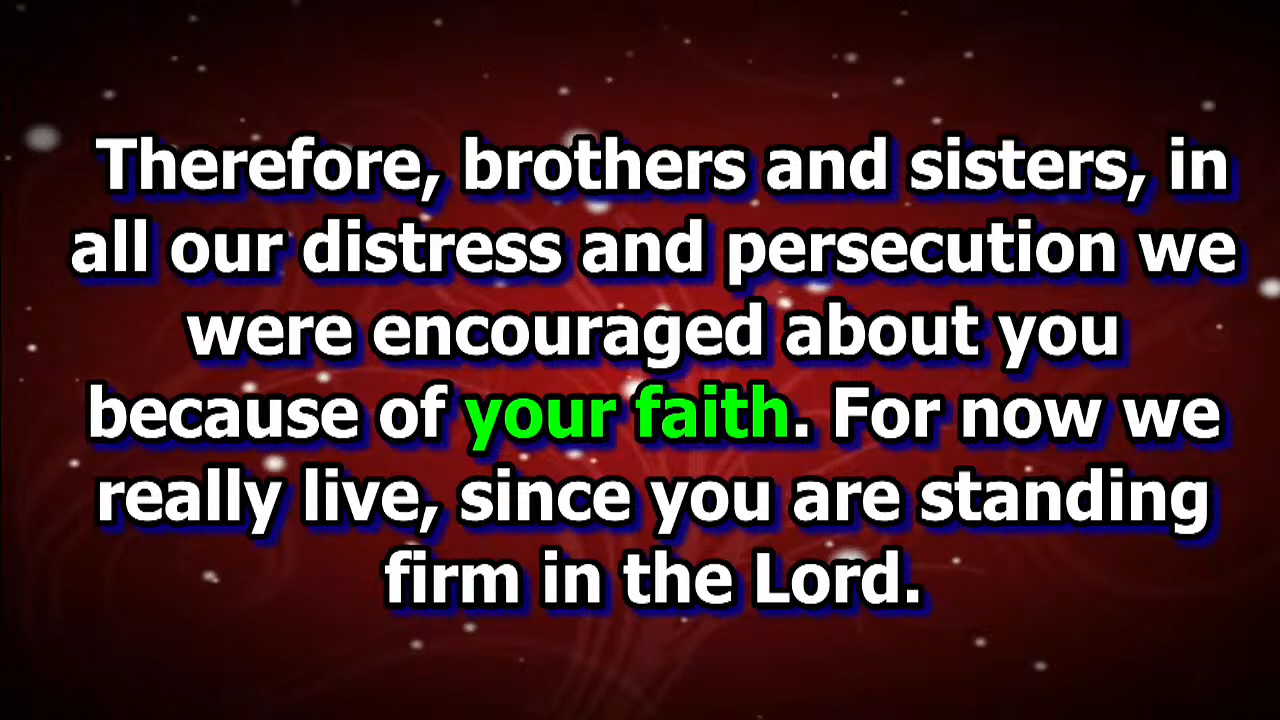 Therefore, brothers and sisters, in
all our distress and persecution we
were encouraged about you
because of your faith. For now we
really live, since you are standing
firm in the Lord.